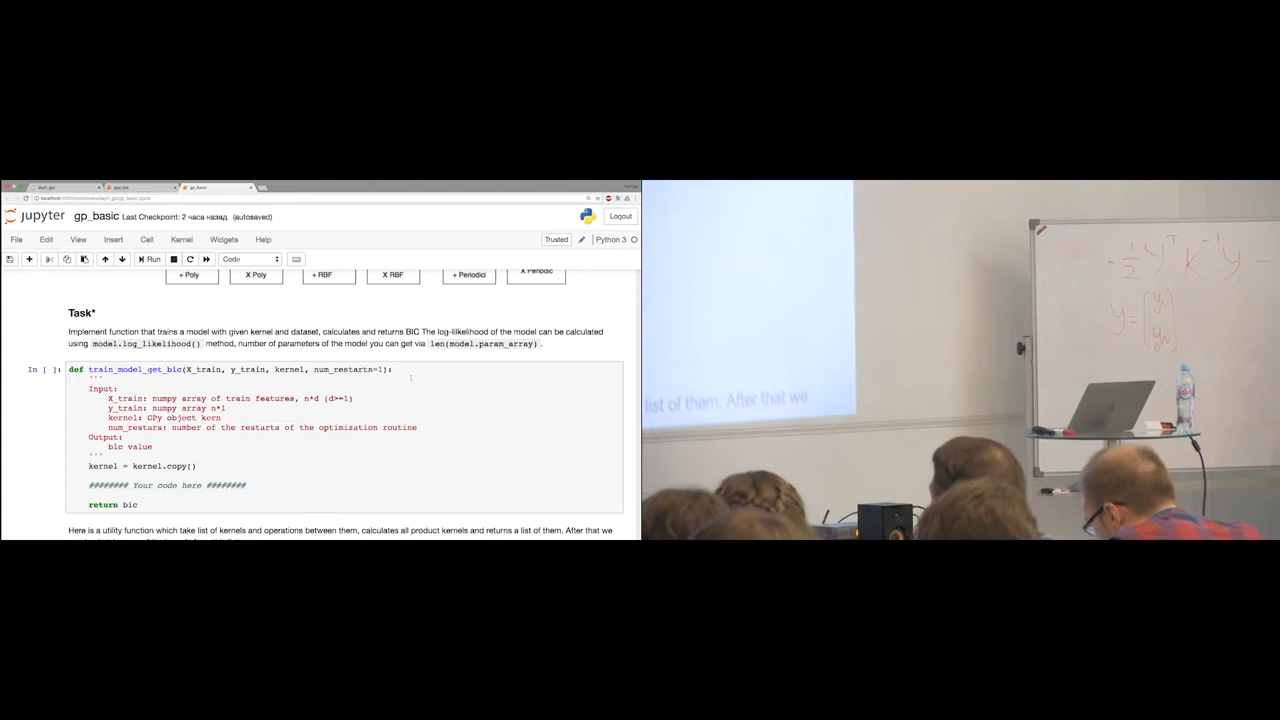 gp_basic
jupyter gp_basic Last Checkpoint: 2 часа назад (autosaved)
Logout
File Edit View Insert Cell Kernel Widgets Help
Trusted
Python 3
Run
Code
+ Poly
X Poly
+ RBF
X RBF
+ Periodici
X Periodic
Task*
Implement function that trains a model with given kernel and dataset, calculates and returns BIC The log-lilkelihood of the model can be calculated
using model.log_likelihood() method, number of parameters of the model you can get via len(model.param_array).
In [ ]:
def train_model_get_bic(X_train, y_train, kernel, num_restarts=1):
'''
Input:
X_train: numpy array of train features, n*d (d>=1)
y_train: numpy array n*1
kernel: GPy object kern
num_restars: number of the restarts of the optimization routine
Output:
bic value
'''
kernel = kernel.copy()
######## Your code here ########
return bic
Here is a utility function which take list of kernels and operations between them, calculates all product kernels and returns a list of them. After that we
list of them. After that we
- 1/2 Y^T K^-1 Y -